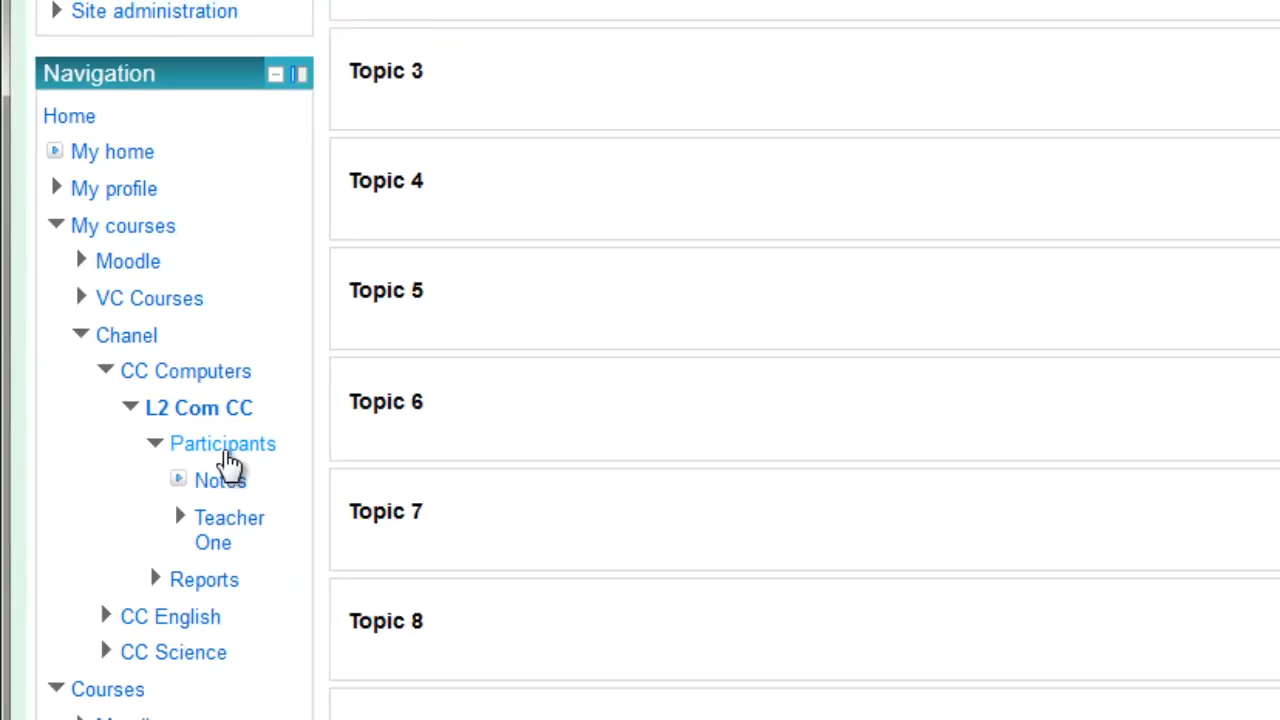 Site administration
Navigation
Home
My home
My profile
My courses
Moodle
VC Courses
Chanel
CC Computers
L2 Com CC
Participants
Notes
Teacher
One
Reports
CC English
CC Science
Courses
Topic 3
Topic 4
Topic 5
Topic 6
Topic 7
Topic 8